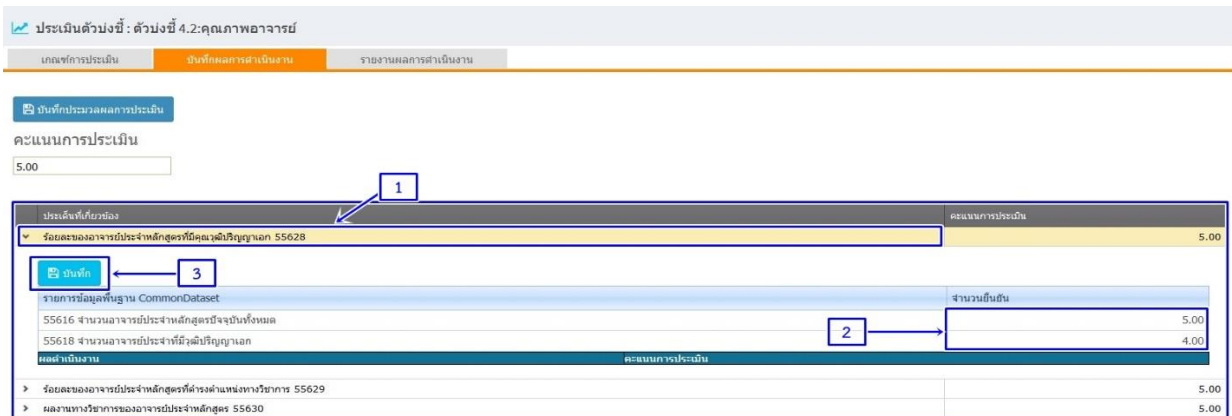 ประเมินตัวบ่งชี้ : ตัวบ่งชี้ 4.2:คุณภาพอาจารย์
เกณฑ์การประเมิน บันทึกผลการดำเนินงาน รายงานผลการดำเนินงาน
บันทึกประมวลผลการประเมิน
คะแนนการประเมิน
5.00
1
ประเด็นที่เกี่ยวข้อง คะแนนการประเมิน
ร้อยละของอาจารย์ประจำหลักสูตรที่มีคุณวุฒิปริญญาเอก 55628 5.00
บันทึก 3
รายการข้อมูลพื้นฐาน CommonDataset จำนวนยืนยัน
55616 จำนวนอาจารย์ประจำหลักสูตรปัจจุบันทั้งหมด 5.00
2
55618 จำนวนอาจารย์ประจำที่มีวุฒิปริญญาเอก 4.00
ผลดำเนินงาน คะแนนการประเมิน
ร้อยละของอาจารย์ประจำหลักสูตรที่ดำรงตำแหน่งทางวิชาการ 55629 5.00
ผลงานทางวิชาการของอาจารย์ประจำหลักสูตร 55630 5.00